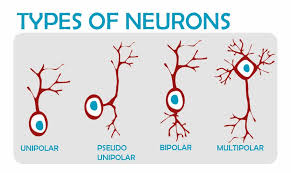 TYPES OF NEURONS
UNIPOLAR
PSEUDO
UNIPOLAR
BIPOLAR
MULTIPOLAR